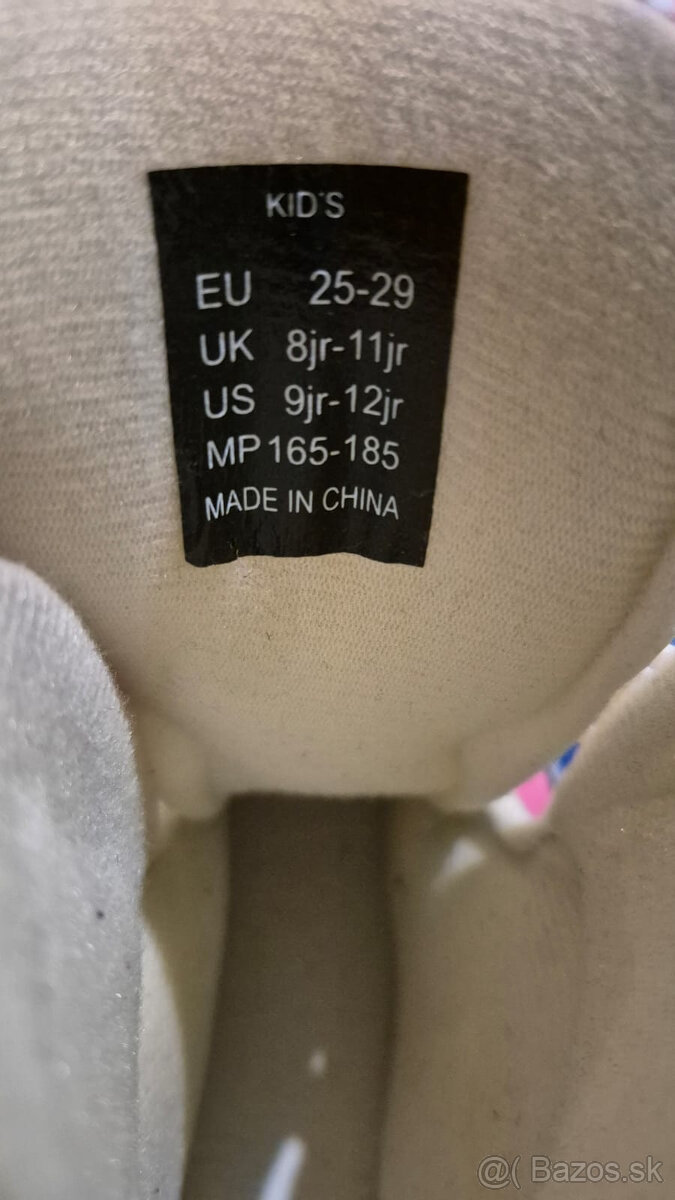 KID'S
EU 25-29
UK 8jr-11jr
US 9jr-12jr
MP 165-185
MADE IN CHINA
@( Bazos.sk